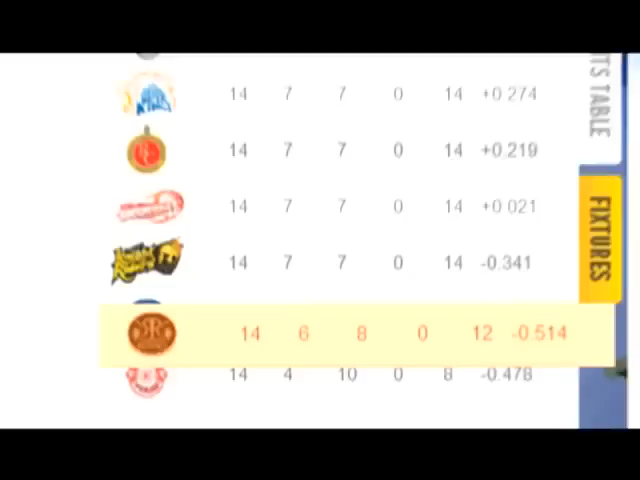 14 7 7 0 14 +0.274
14 7 7 0 14 +0.219
14 7 7 0 14 +0.021
14 7 7 0 14 -0.341
14 6 8 0 12 -0.514
14 4 10 0 8 -0.478
TS TABLE
FIXTURES